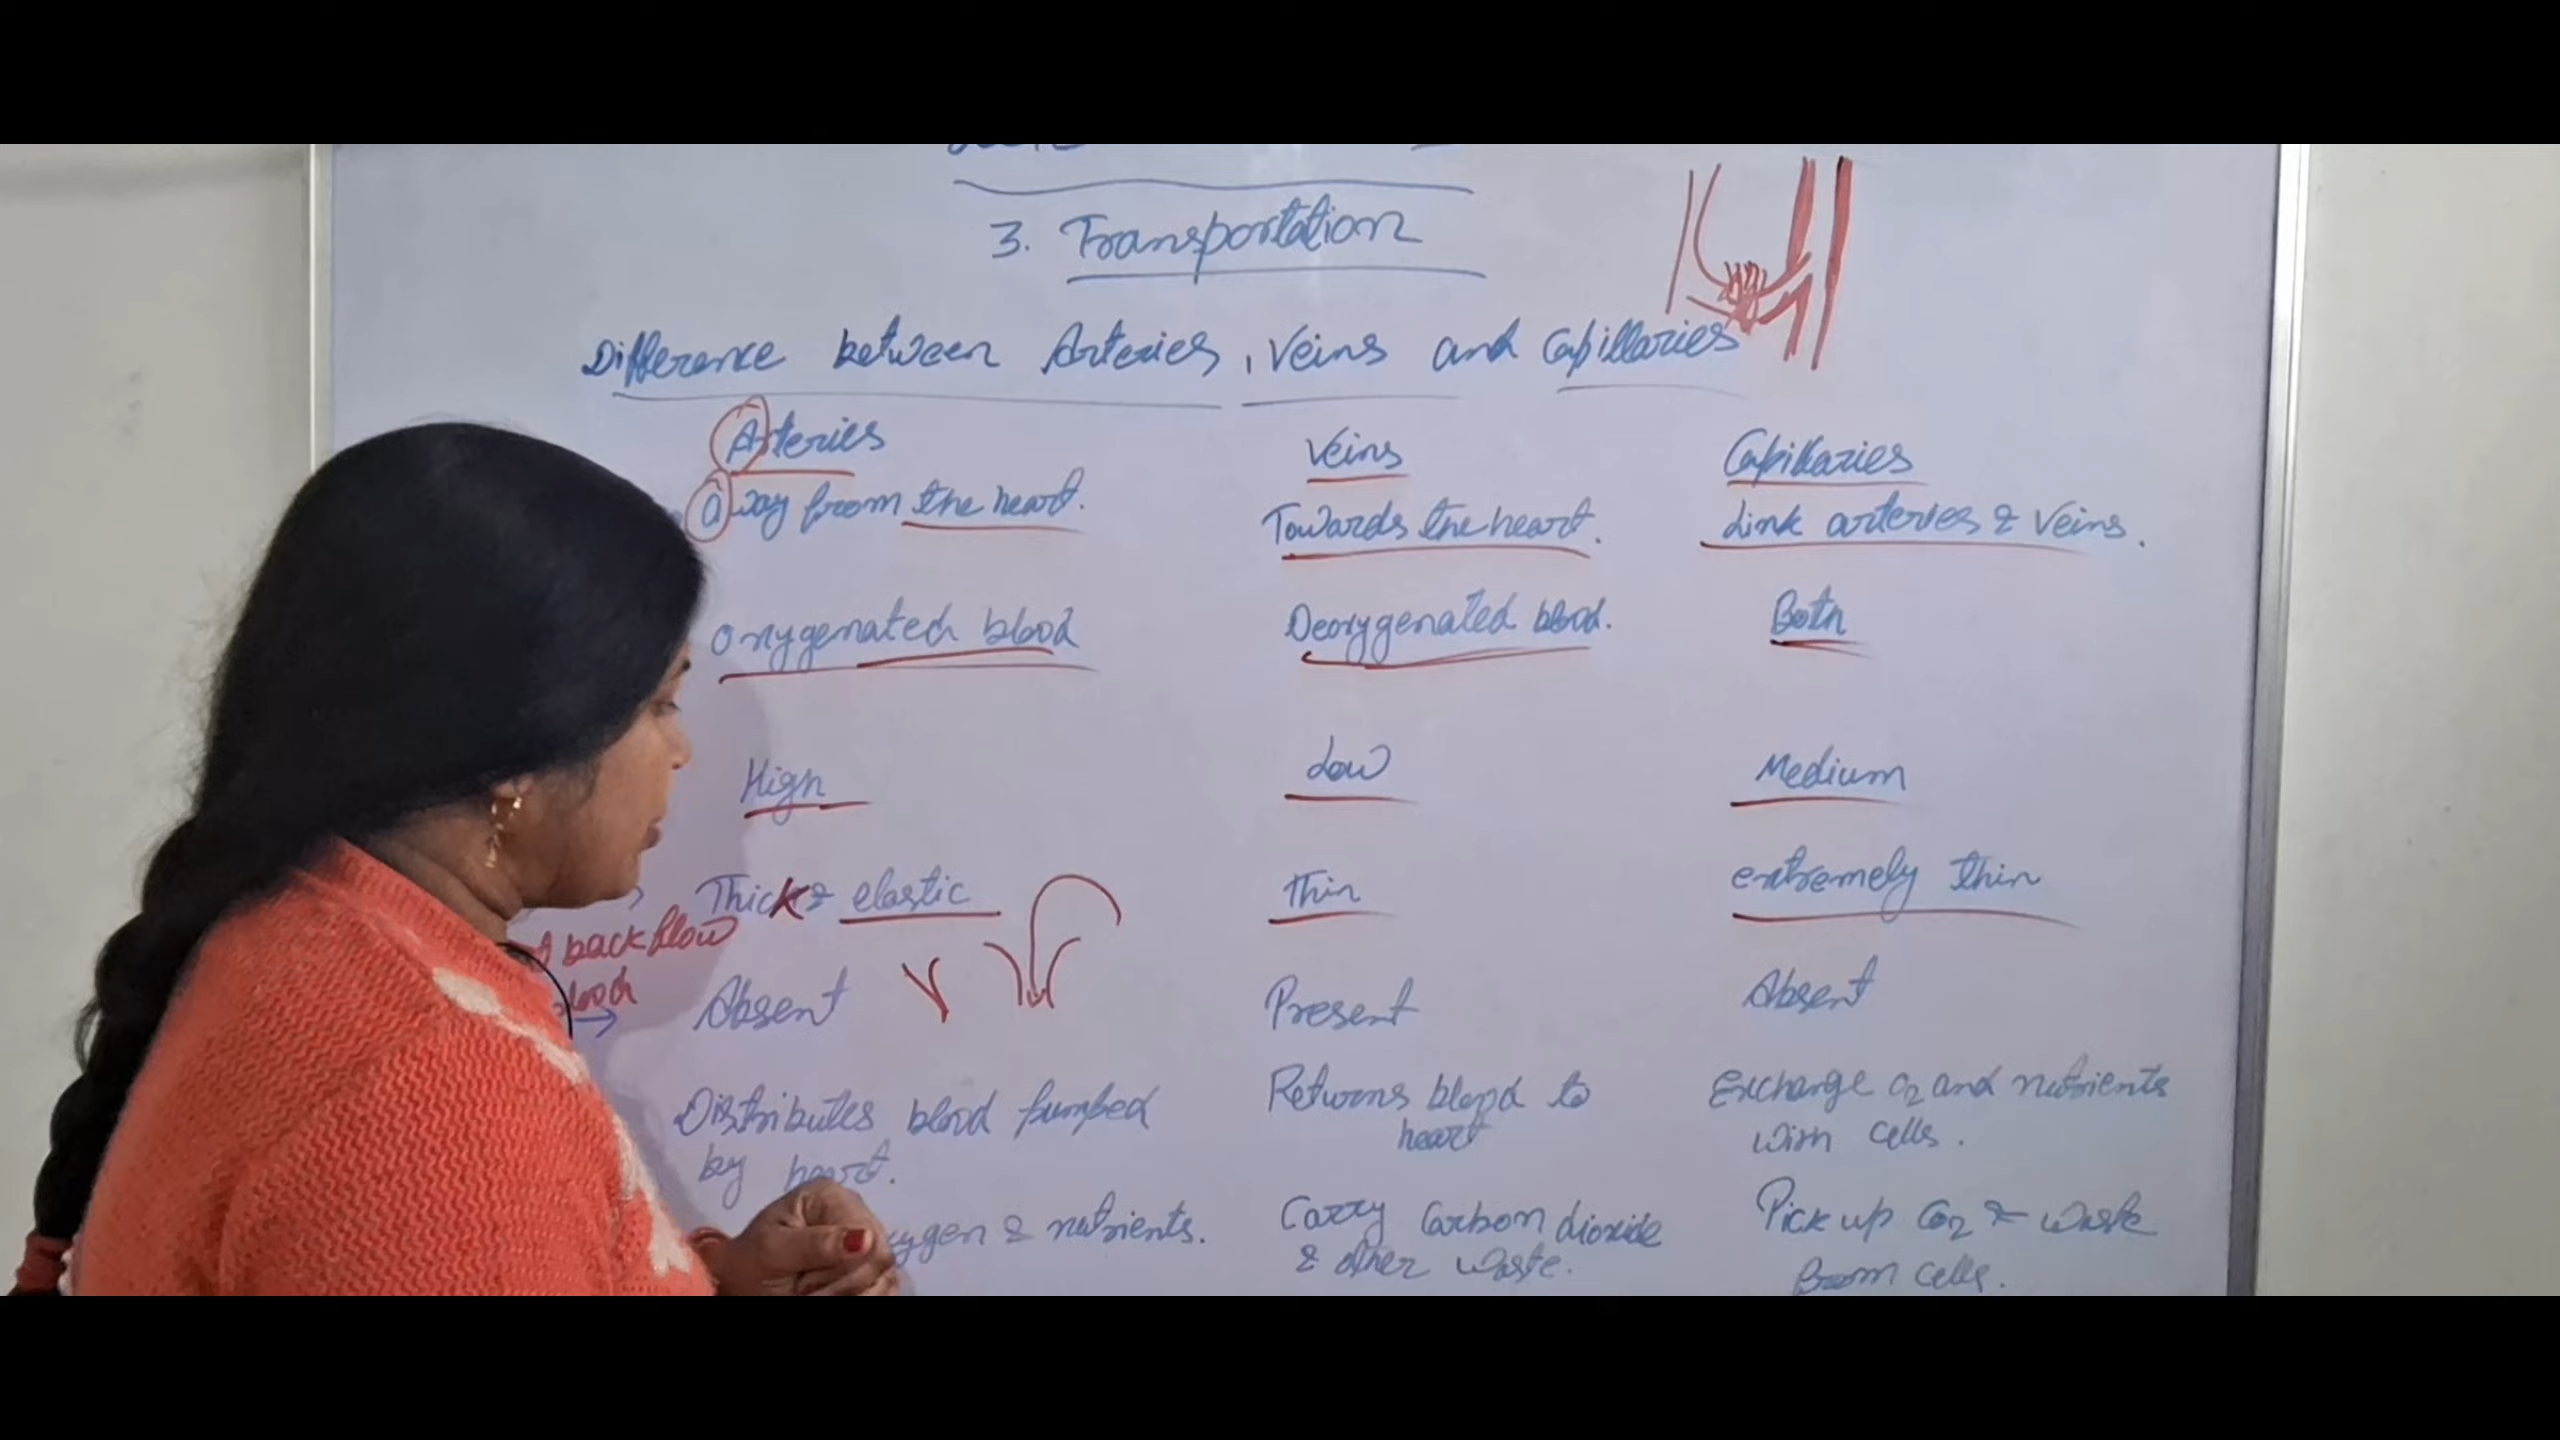 3. Transportation
Difference between Arteries, Veins and Capillaries
Arteries Veins Capillaries
away from the heart. Towards the heart. Link arteries & Veins.
Oxygenated blood Deoxygenated blood. Both
High Low Medium
Thick & elastic Thin extremely thin
back flow
Absent Present Absent
Distributes blood pumped Returns blood to Exchange O2 and nutrients
by heart. heart with cells.
& nutrients. Carry Carbon dioxide Pick up CO2 & waste
& other waste. from cells.